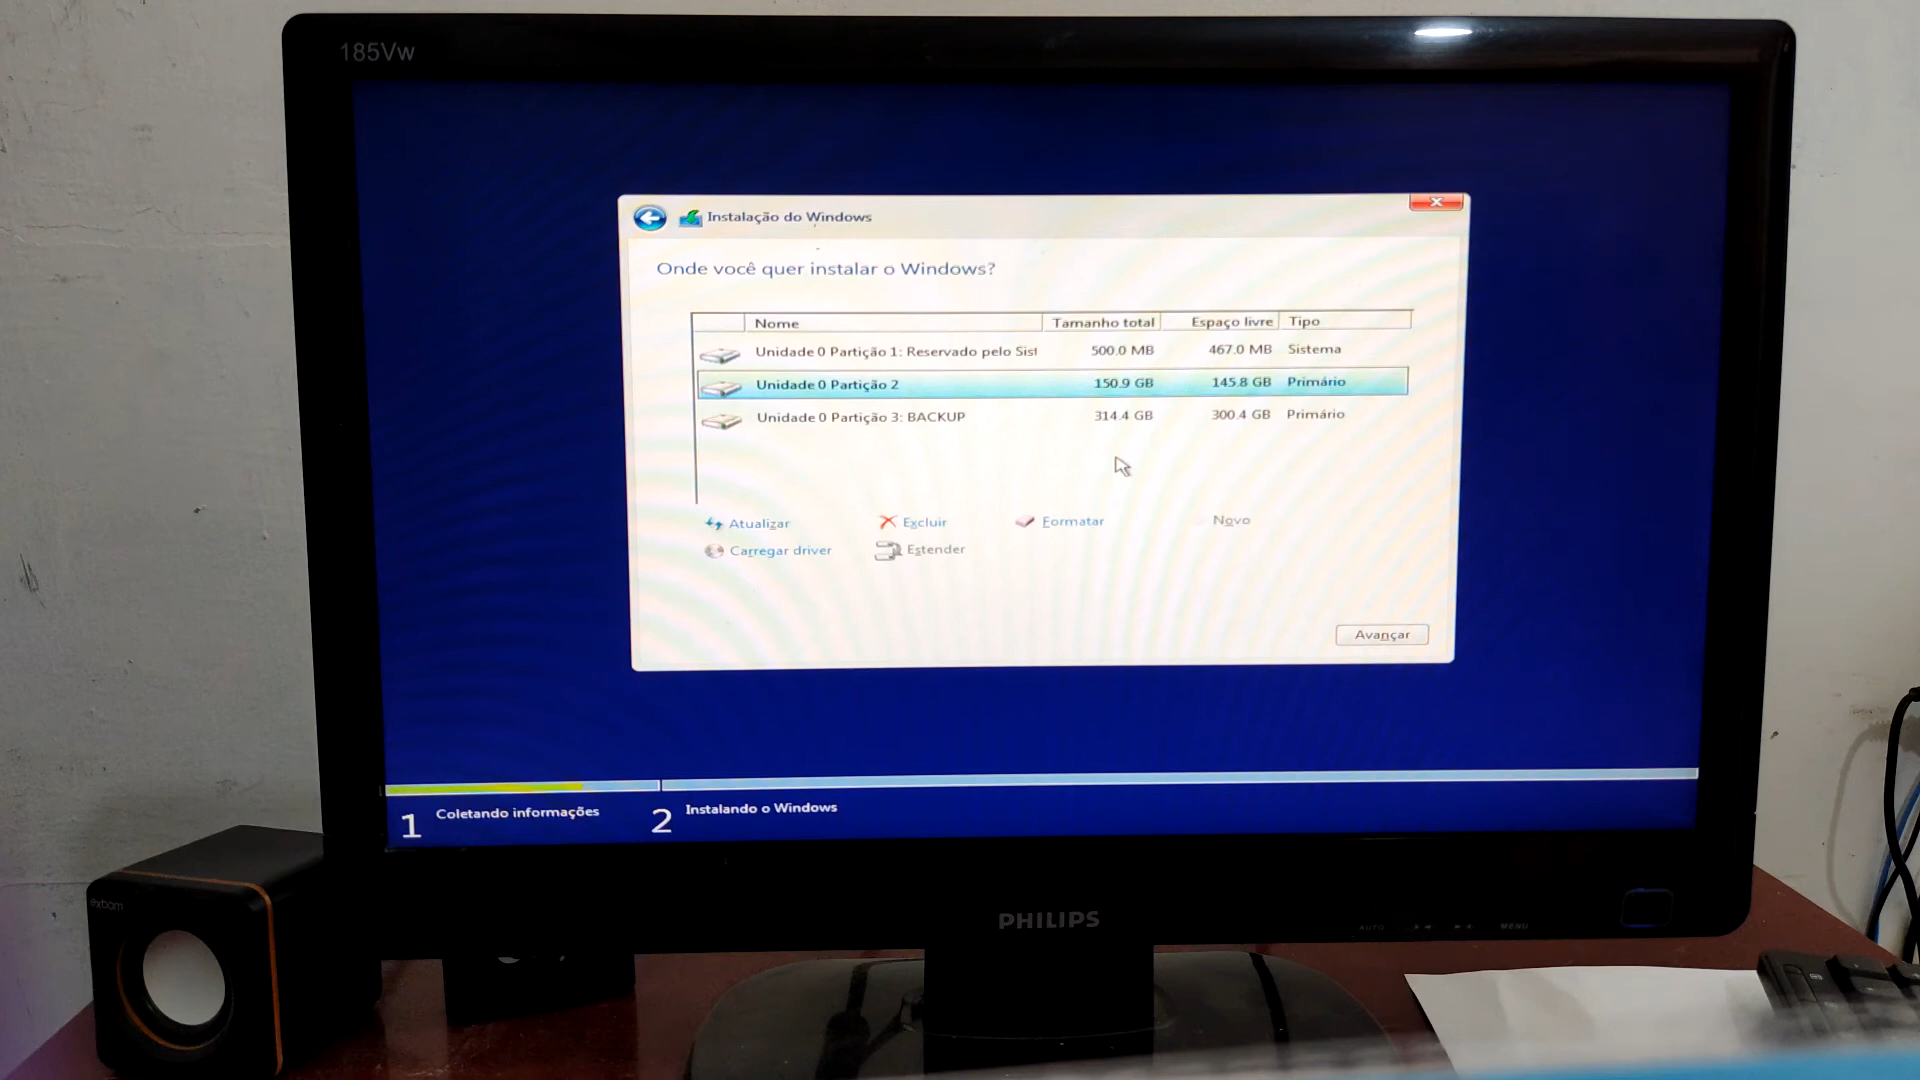 185Vw
Instalação do Windows
Onde você quer instalar o Windows?
Nome Tamanho total Espaço livre Tipo
Unidade 0 Partição 1: Reservado pelo Sist 500.0 MB 467.0 MB Sistema
Unidade 0 Partição 2 150.9 GB 145.8 GB Primário
Unidade 0 Partição 3: BACKUP 314.4 GB 300.4 GB Primário
Atualizar Excluir Formatar Novo
Carregar driver Estender
Avançar
1 Coletando informações 2 Instalando o Windows
exbom
PHILIPS
AUTO MENU